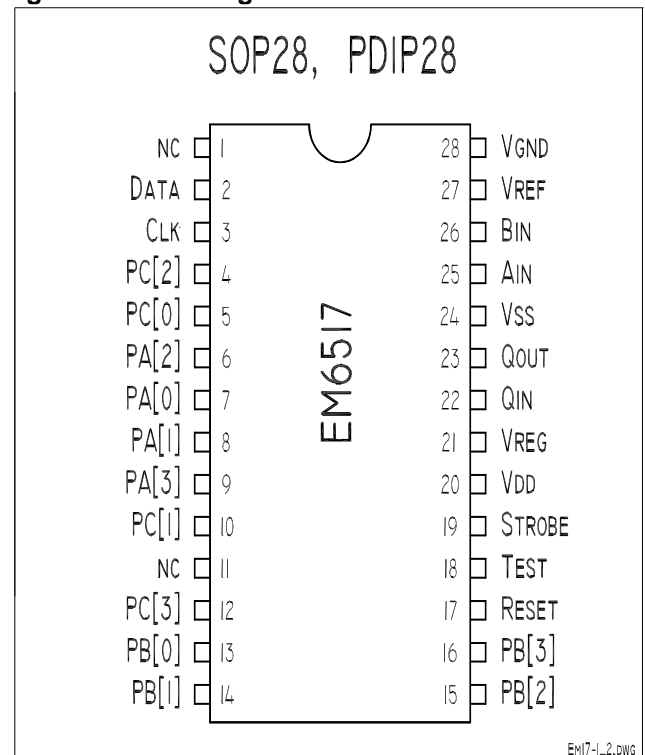 SOP28, PDIP28
NC 1 28 VGND
DATA 2 27 VREF
CLK 3 26 BIN
PC[2] 4 25 AIN
PC[0] 5 24 VSS
PA[2] 6 23 QOUT
PA[0] 7 22 QIN
PA[1] 8 21 VREG
PA[3] 9 20 VDD
PC[1] 10 19 STROBE
NC 11 18 TEST
PC[3] 12 17 RESET
PB[0] 13 16 PB[3]
PB[1] 14 15 PB[2]
EM6517
EM17-1_2.DWG